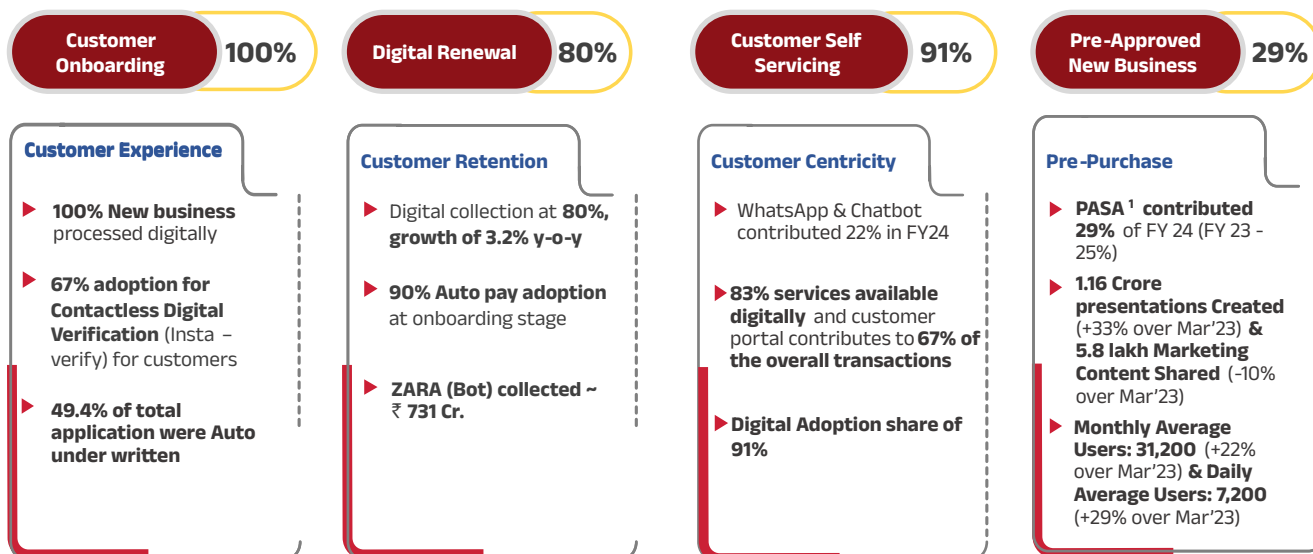 Customer
Onboarding
100%
Digital Renewal
80%
Customer Self
Servicing
91%
Pre-Approved
New Business
29%
Customer Experience
100% New business
processed digitally
67% adoption for
Contactless Digital
Verification (Insta –
verify) for customers
49.4% of total
application were Auto
under written
Customer Retention
Digital collection at 80%,
growth of 3.2% y-o-y
90% Auto pay adoption
at onboarding stage
ZARA (Bot) collected ~
₹ 731 Cr.
Customer Centricity
WhatsApp & Chatbot
contributed 22% in FY24
83% services available
digitally and customer
portal contributes to 67% of
the overall transactions
Digital Adoption share of
91%
Pre-Purchase
PASA ¹ contributed
29% of FY 24 (FY 23 -
25%)
1.16 Crore
presentations Created
(+33% over Mar'23) &
5.8 lakh Marketing
Content Shared (-10%
over Mar'23)
Monthly Average
Users: 31,200 (+22%
over Mar'23) & Daily
Average Users: 7,200
(+29% over Mar'23)